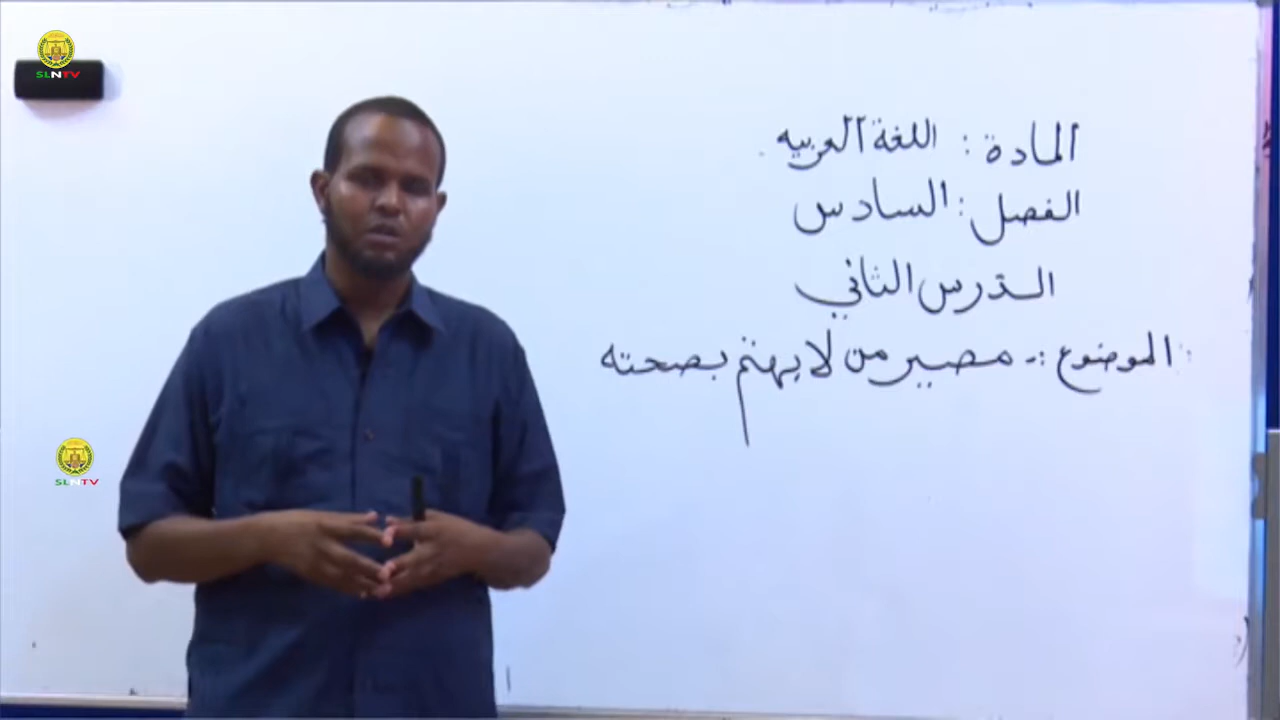 SLNTV
المادة : اللغة العربيه
الفصل : السادس
الدرس الثاني
الموضوع :- مصير من لا يهتم بصحته
SLNTV